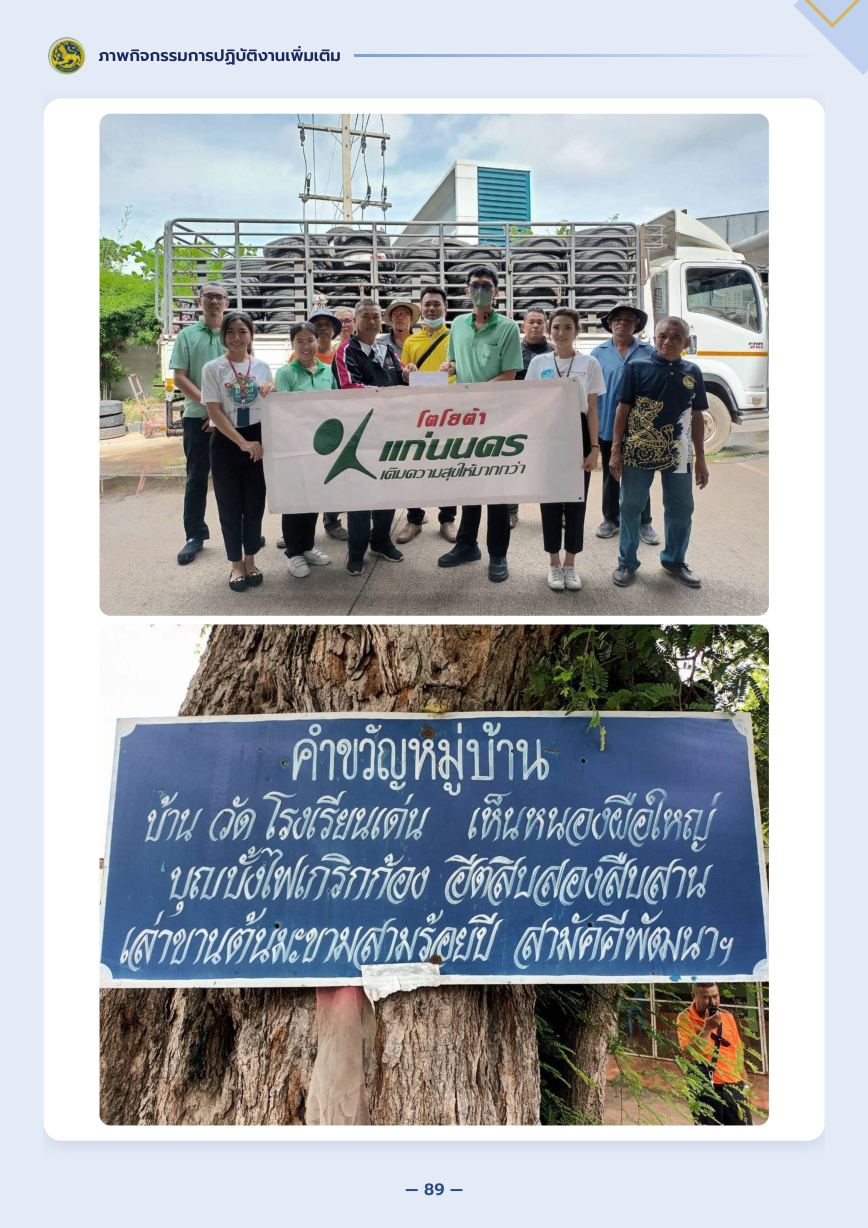 ภาพกิจกรรมการปฏิบัติงานเพิ่มเติม
โตโยต้า
แก่นนคร
เติมความสุขให้มากกว่า
คำขวัญหมู่บ้าน
บ้าน วัด โรงเรียนเด่น เห็นหนองผือใหญ่
บุญบั้งไฟเกริกก้อง ฮีตสิบสองสืบสาน
เล่าขานต้นมะขามสามร้อยปี สามัคคีพัฒนาฯ
— 89 —